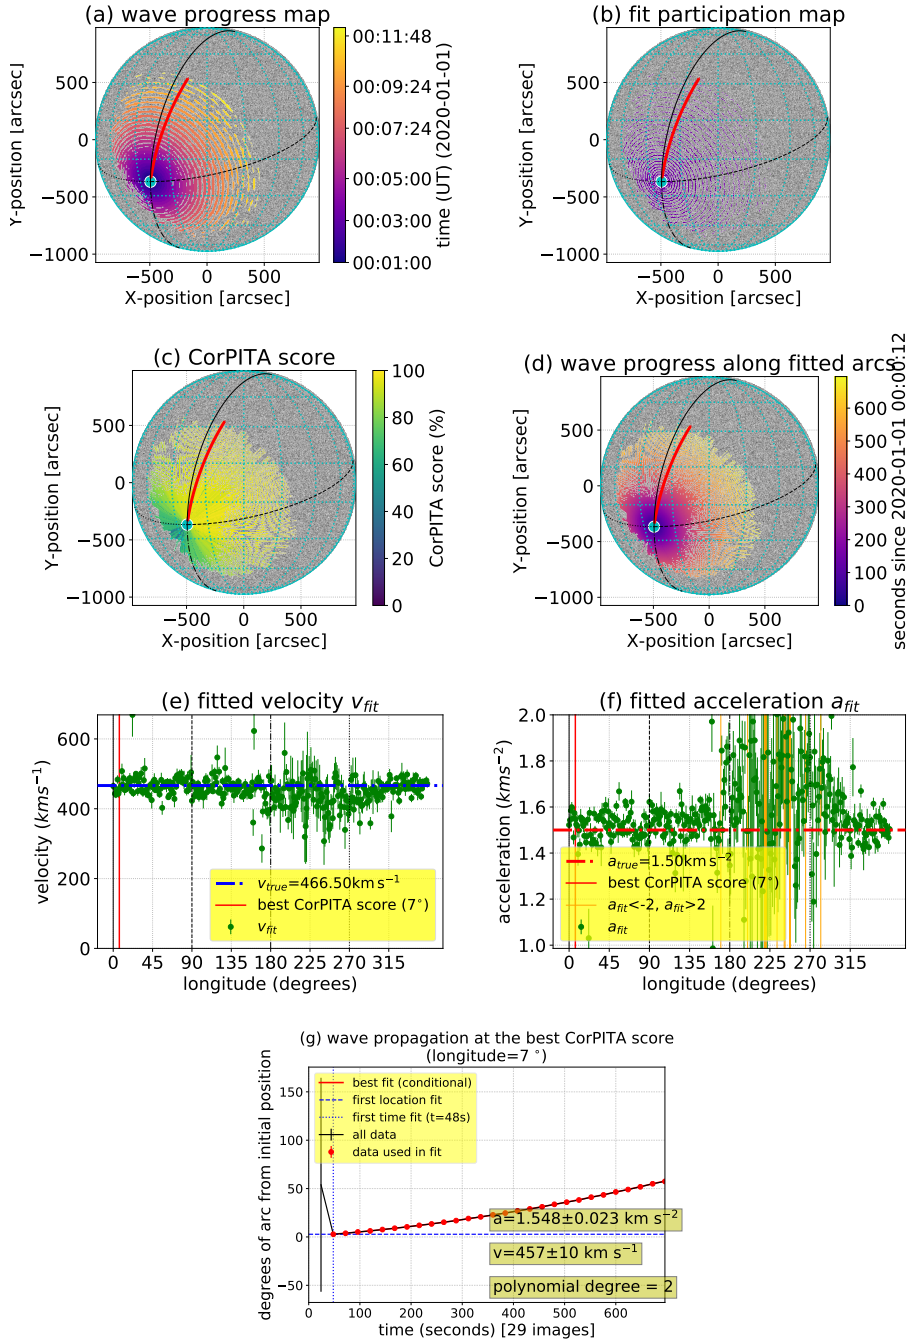 (a) wave progress map
Y-position [arcsec]
500
0
−500
−1000
−500
0
500
X-position [arcsec]
00:11:48
00:09:24
00:07:24
00:05:00
00:03:00
00:01:00
time (UT) (2020-01-01)
(b) fit participation map
Y-position [arcsec]
500
0
−500
−1000
−500
0
500
X-position [arcsec]
(c) CorPITA score
Y-position [arcsec]
500
0
−500
−1000
−500
0
500
X-position [arcsec]
100
80
60
40
20
0
CorPITA score (%)
(d) wave progress along fitted arcs
Y-position [arcsec]
500
0
−500
−1000
−500
0
500
X-position [arcsec]
600
500
400
300
200
100
0
seconds since 2020-01-01 00:00:12
(e) fitted velocity v_fit
velocity (km s⁻¹)
600
400
200
0
0
45
90
135
180
225
270
315
longitude (degrees)
v_true=466.50km s⁻¹
best CorPITA score (7°)
v_fit
(f) fitted acceleration a_fit
acceleration (km s⁻²)
2.0
1.8
1.6
1.4
1.2
1.0
0
45
90
135
180
225
270
315
longitude (degrees)
a_true=1.50km s⁻²
best CorPITA score (7°)
a_fit<-2, a_fit>2
a_fit
(g) wave propagation at the best CorPITA score
(longitude=7 °)
degrees of arc from initial position
150
100
50
0
−50
0
100
200
300
400
500
600
time (seconds) [29 images]
best fit (conditional)
first location fit
first time fit (t=48s)
all data
data used in fit
a=1.548±0.023 km s⁻²
v=457±10 km s⁻¹
polynomial degree = 2